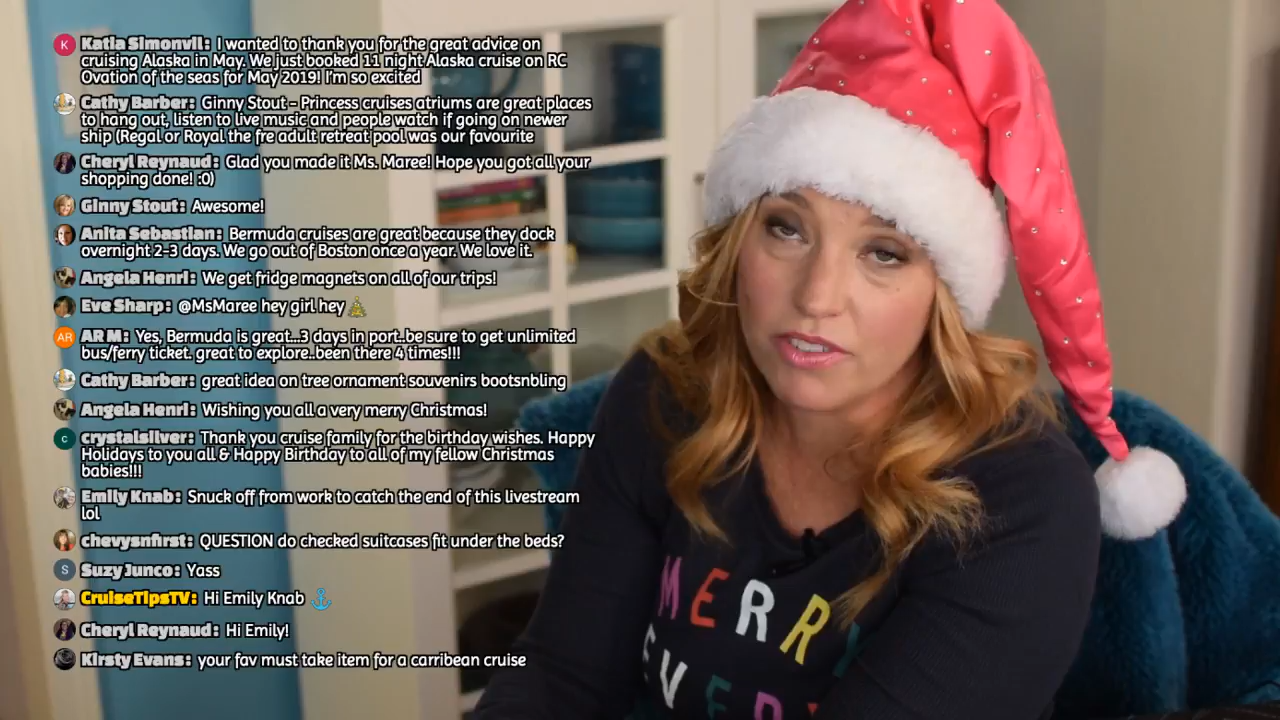 K
Katia Simonvil: I wanted to thank you for the great advice on
cruising Alaska in May. We just booked 11 night Alaska cruise on RC
Ovation of the seas for May 2019! I'm so excited
Cathy Barber: Ginny Stout - Princess cruises atriums are great places
to hang out, listen to live music and people watch if going on newer
ship (Regal or Royal the fre adult retreat pool was our favourite
Cheryl Reynaud: Glad you made it Ms. Maree! Hope you got all your
shopping done! :0)
Ginny Stout: Awesome!
Anita Sebastian: Bermuda cruises are great because they dock
overnight 2-3 days. We go out of Boston once a year. We love it.
Angela Henri: We get fridge magnets on all of our trips!
Eve Sharp: @MsMaree hey girl hey 🎄
AR
AR M: Yes, Bermuda is great...3 days in port..be sure to get unlimited
bus/ferry ticket. great to explore..been there 4 times!!!
Cathy Barber: great idea on tree ornament souvenirs bootsnbling
Angela Henri: Wishing you all a very merry Christmas!
C
crystalsilver: Thank you cruise family for the birthday wishes. Happy
Holidays to you all & Happy Birthday to all of my fellow Christmas
babies!!!
Emily Knab: Snuck off from work to catch the end of this livestream
lol
chevysnfirst: QUESTION do checked suitcases fit under the beds?
S
Suzy Junco: Yass
CruiseTipsTV: Hi Emily Knab ⚓
Cheryl Reynaud: Hi Emily!
Kirsty Evans: your fav must take item for a carribean cruise
MERRY
EVERY